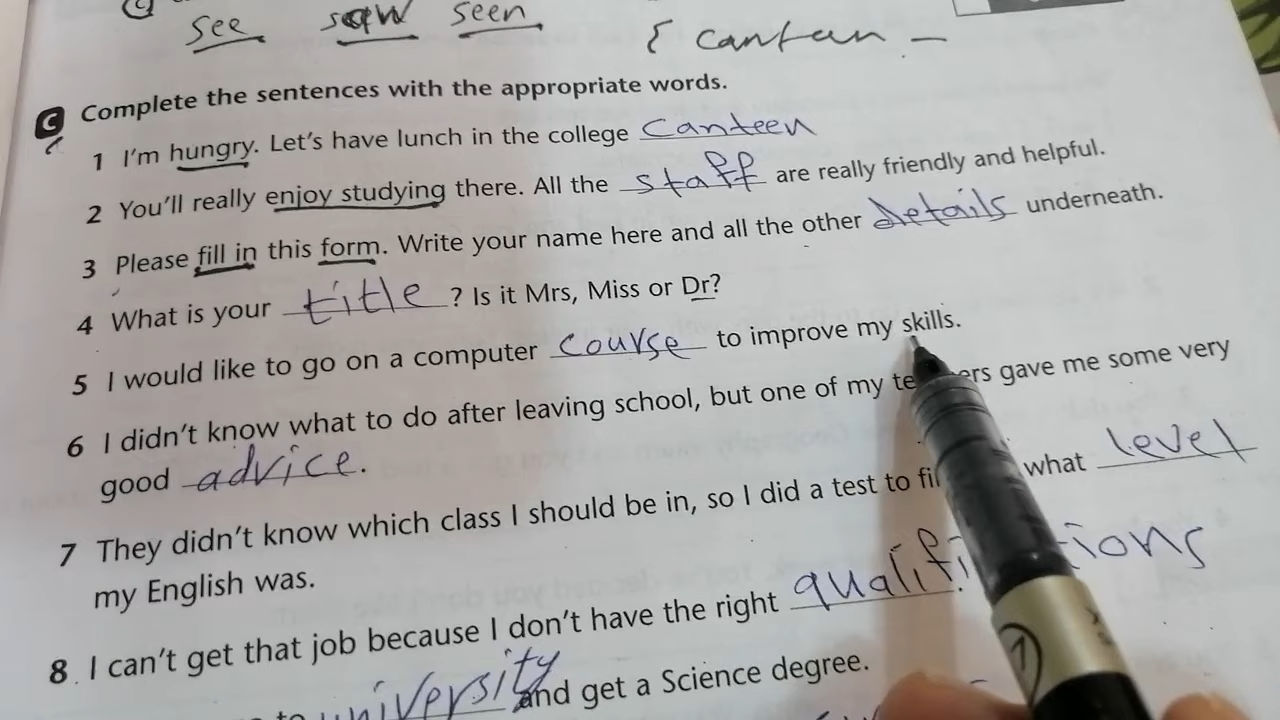 see saw seen { canteen –
C Complete the sentences with the appropriate words.
1 I'm hungry. Let's have lunch in the college canteen
2 You'll really enjoy studying there. All the staff are really friendly and helpful.
3 Please fill in this form. Write your name here and all the other details underneath.
4 What is your title? Is it Mrs, Miss or Dr?
5 I would like to go on a computer course to improve my skills.
6 I didn't know what to do after leaving school, but one of my teachers gave me some very
good advice.
7 They didn't know which class I should be in, so I did a test to fi what level
my English was.
8 I can't get that job because I don't have the right qualifications.
to university and get a Science degree.